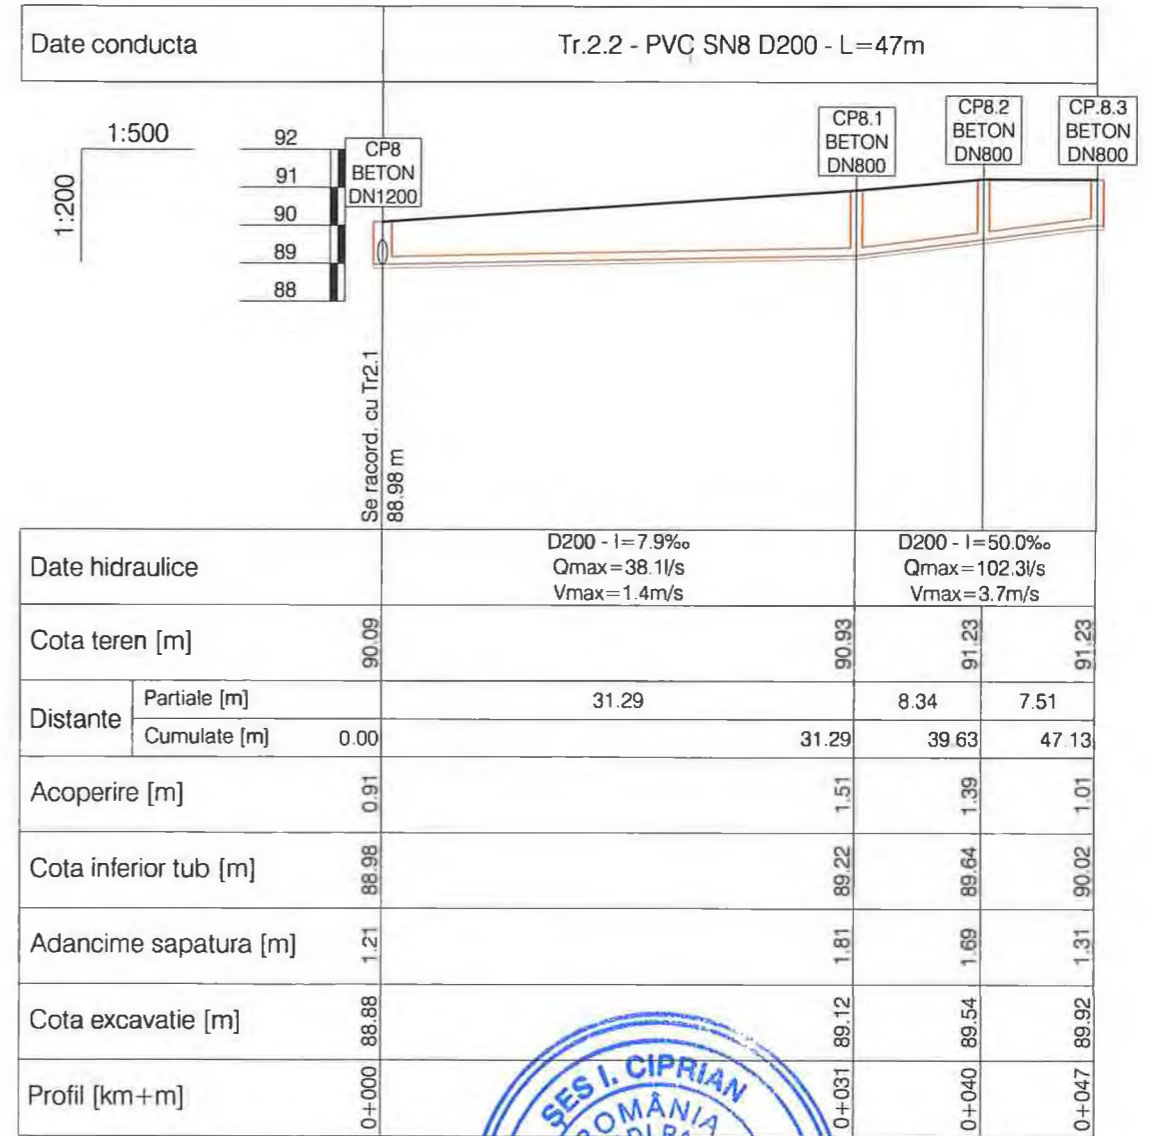 Date conducta
Tr.2.2 - PVC SN8 D200 - L=47m
1:500
1:200
92
91
90
89
88
CP8
BETON
DN1200
CP8.1
BETON
DN800
CP8.2
BETON
DN800
CP.8.3
BETON
DN800
Se racord. cu Tr2.1
88.98 m
Date hidraulice
D200 - I=7.9‰
Qmax=38.1l/s
Vmax=1.4m/s
D200 - I=50.0‰
Qmax=102.3l/s
Vmax=3.7m/s
Cota teren [m] 90.09 90.93 91.23 91.23
Distante
Partiale [m] 31.29 8.34 7.51
Cumulate [m] 0.00 31.29 39.63 47.13
Acoperire [m] 0.91 1.51 1.39 1.01
Cota inferior tub [m] 88.98 89.22 89.64 90.02
Adancime sapatura [m] 1.21 1.81 1.69 1.31
Cota excavatie [m] 88.88 89.12 89.54 89.92
Profil [km+m] 0+000 0+031 0+040 0+047
SES I. CIPRIAN
ROMÂNIA